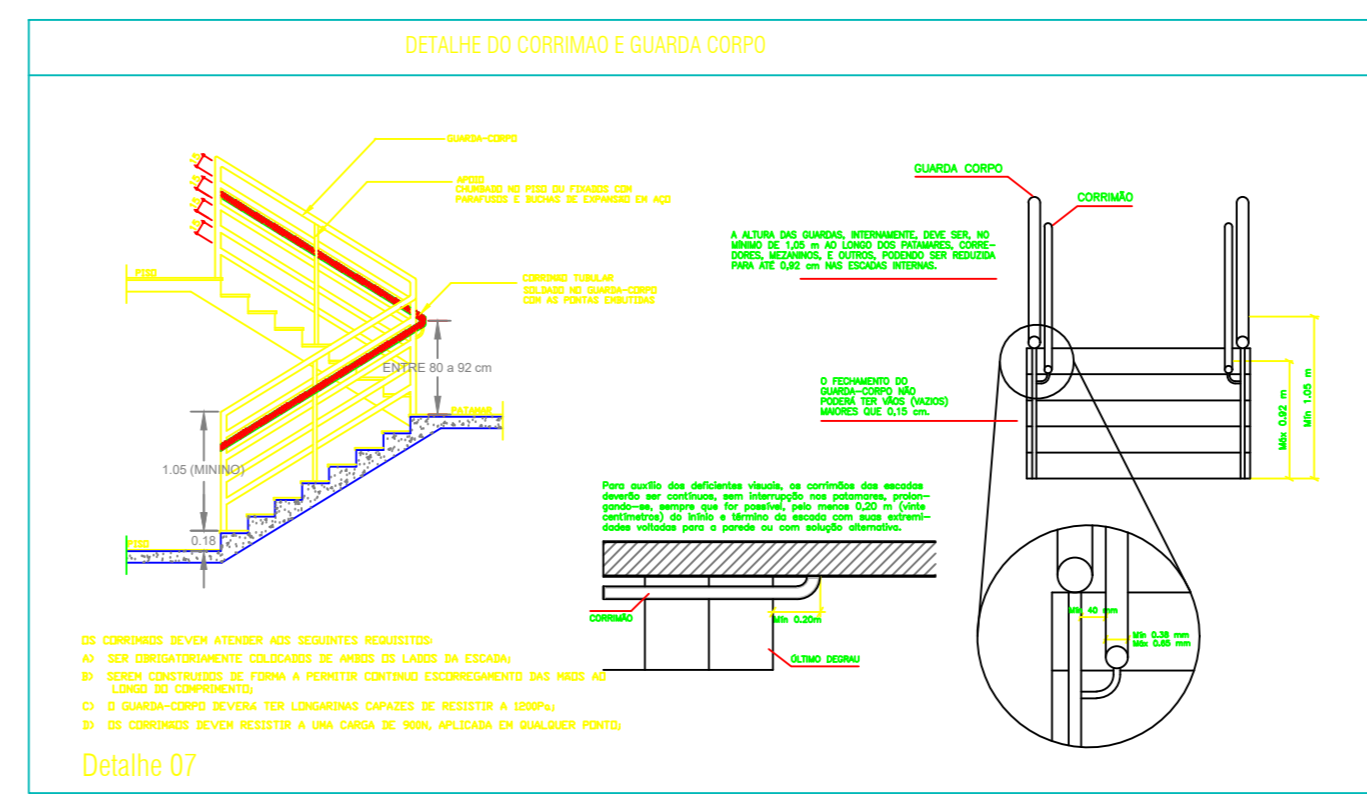 DETALHE DO CORRIMAO E GUARDA CORPO
GUARDA-CORPO
APOIO
CHUMBADO NO PISO OU FIXADOS COM
PARAFUSOS E BUCHAS DE EXPANSÃO EM AÇO
PISO
CORRIMÃO TUBULAR
SOLDADO NO GUARDA-CORPO
COM AS PONTAS EMBUTIDAS
ENTRE 80 a 92 cm
PATAMAR
1.05 (MININO)
0.18
PISO
GUARDA CORPO
CORRIMÃO
A ALTURA DAS GUARDAS, INTERNAMENTE, DEVE SER, NO
MÍNIMO DE 1,05 m AO LONGO DOS PATAMARES, CORRE-
DORES, MEZANINOS, E OUTROS, PODENDO SER REDUZIDA
PARA ATÉ 0,92 cm NAS ESCADAS INTERNAS.
O FECHAMENTO DO
GUARDA-CORPO NÃO
PODERÁ TER VÃOS (VAZIOS)
MAIORES QUE 0,15 cm.
Máx 0,92 m
Mín 1.05 m
Para auxílio dos deficientes visuais, os corrimãos das escadas
deverão ser contínuos, sem interrupção nos patamares, prolon-
gando-se, sempre que for possível, pelo menos 0,20 m (vinte
centímetros) do início e término da escada com suas extremi-
dades voltadas para a parede ou com solução alternativa.
CORRIMÃO
Mín 0.20m
ÚLTIMO DEGRAU
Mín 40 mm
Mín 0.38 mm
Máx 0.65 mm
OS CORRIMÃOS DEVEM ATENDER AOS SEGUINTES REQUISITOS:
A) SER OBRIGATORIAMENTE COLOCADOS DE AMBOS OS LADOS DA ESCADA;
B) SEREM CONSTRUIDOS DE FORMA A PERMITIR CONTINUO ESCORREGAMENTO DAS MÃOS AO
LONGO DO COMPRIMENTO;
C) O GUARDA-CORPO DEVERÁ TER LONGARINAS CAPAZES DE RESISTIR A 1200Pa;
D) OS CORRIMÃOS DEVEM RESISTIR A UMA CARGA DE 900N, APLICADA EM QUALQUER PONTO;
Detalhe 07